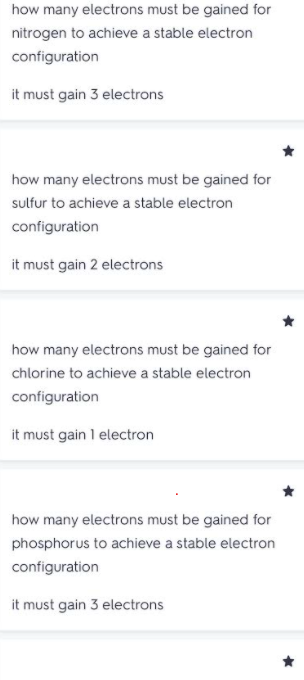 how many electrons must be gained for
nitrogen to achieve a stable electron
configuration
it must gain 3 electrons
how many electrons must be gained for
sulfur to achieve a stable electron
configuration
it must gain 2 electrons
how many electrons must be gained for
chlorine to achieve a stable electron
configuration
it must gain 1 electron
how many electrons must be gained for
phosphorus to achieve a stable electron
configuration
it must gain 3 electrons